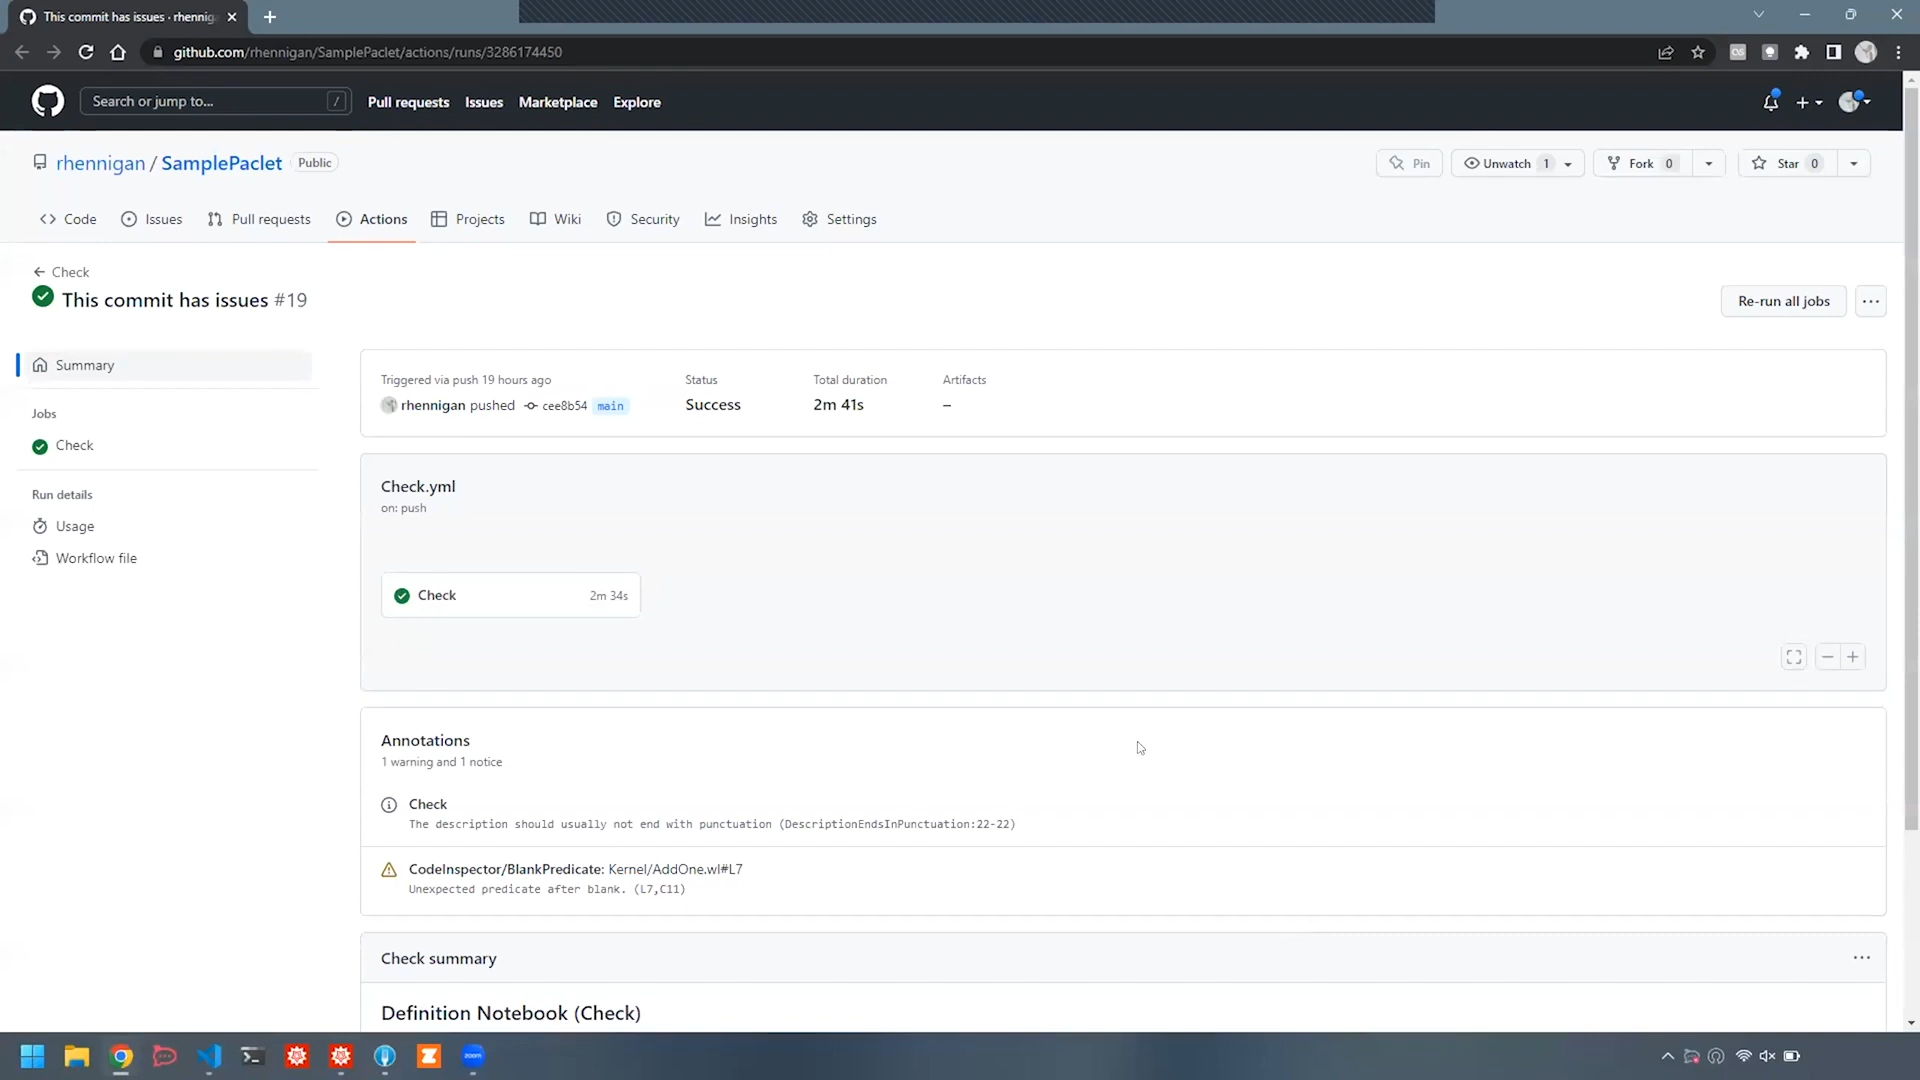 This commit has issues · rhennig
github.com/rhennigan/SamplePaclet/actions/runs/3286174450
Search or jump to... /
Pull requests Issues Marketplace Explore
rhennigan / SamplePaclet Public
Pin Unwatch 1 Fork 0 Star 0
Code Issues Pull requests Actions Projects Wiki Security Insights Settings
Check
This commit has issues #19
Re-run all jobs
Summary
Jobs
Check
Run details
Usage
Workflow file
Triggered via push 19 hours ago Status Total duration Artifacts
rhennigan pushed cee8b54 main Success 2m 41s –
Check.yml
on: push
Check 2m 34s
Annotations
1 warning and 1 notice
Check
The description should usually not end with punctuation (DescriptionEndsInPunctuation:22-22)
CodeInspector/BlankPredicate: Kernel/AddOne.wl#L7
Unexpected predicate after blank. (L7,C11)
Check summary
Definition Notebook (Check)
zoom